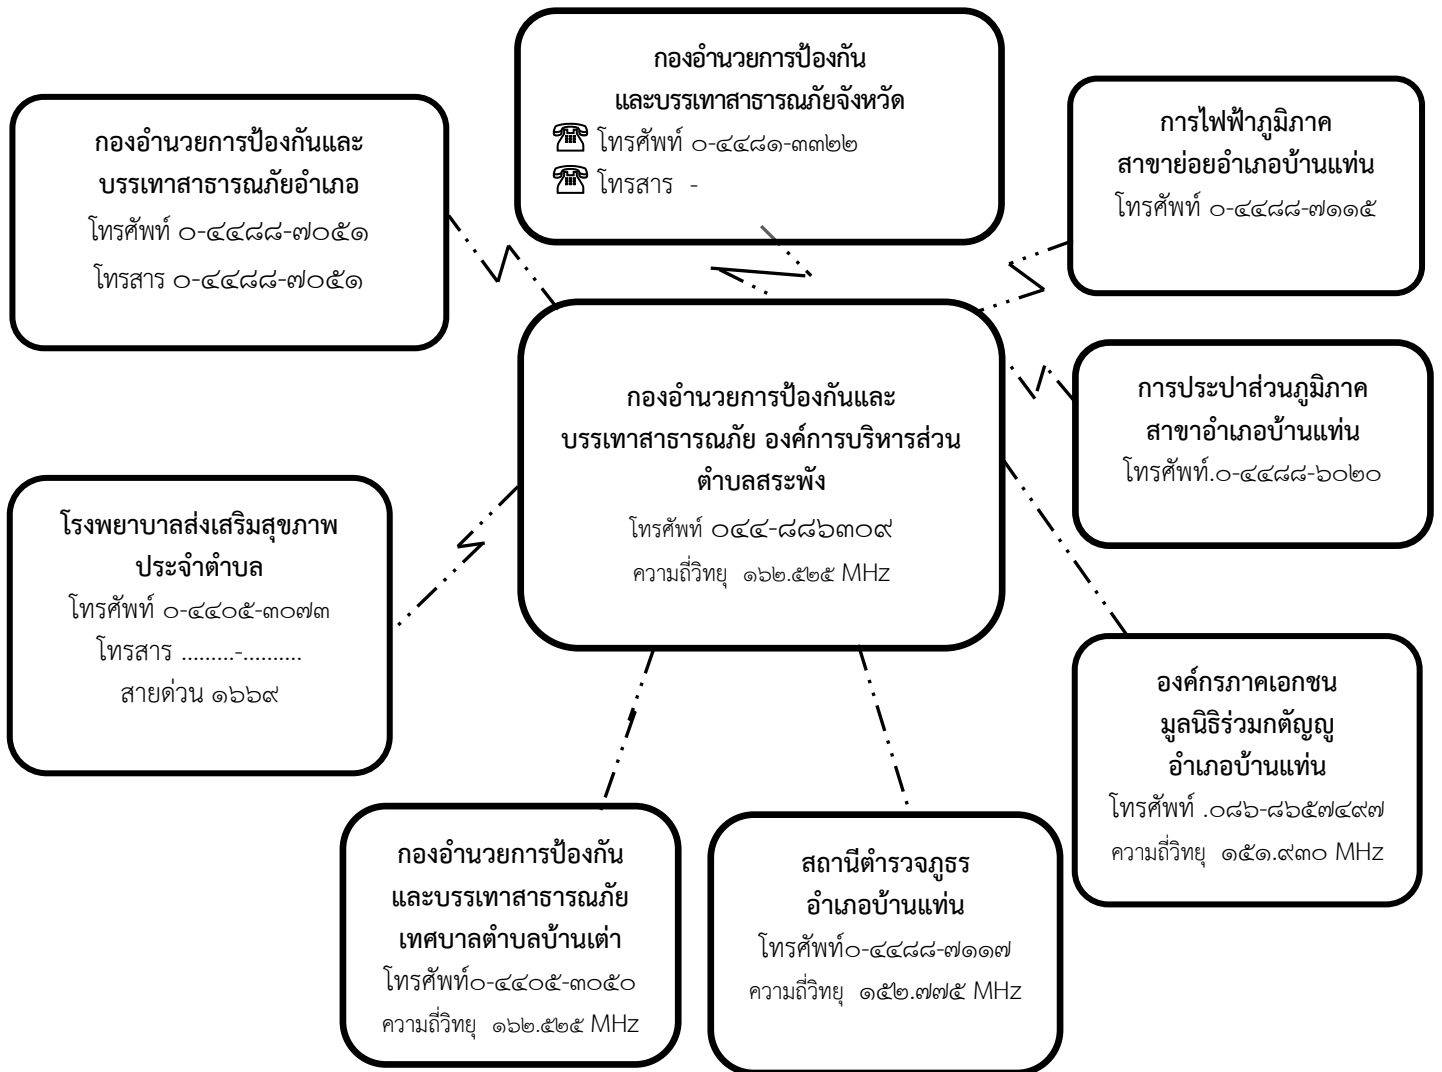 กองอำนวยการป้องกัน
และบรรเทาสาธารณภัยจังหวัด
☎ โทรศัพท์ ๐-๔๔๘๑-๓๓๒๒
☎ โทรสาร -
กองอำนวยการป้องกันและ
บรรเทาสาธารณภัยอำเภอ
โทรศัพท์ ๐-๔๔๘๘-๗๐๕๑
โทรสาร ๐-๔๔๘๘-๗๐๕๑
การไฟฟ้าภูมิภาค
สาขาย่อยอำเภอบ้านแท่น
โทรศัพท์ ๐-๔๔๘๘-๗๑๑๕
กองอำนวยการป้องกันและ
บรรเทาสาธารณภัย องค์การบริหารส่วน
ตำบลสระพัง
โทรศัพท์ ๐๔๔-๘๘๖๓๐๙
ความถี่วิทยุ ๑๖๒.๕๒๕ MHz
การประปาส่วนภูมิภาค
สาขาอำเภอบ้านแท่น
โทรศัพท์.๐-๔๔๘๘-๖๐๒๐
โรงพยาบาลส่งเสริมสุขภาพ
ประจำตำบล
โทรศัพท์ ๐-๔๔๐๕-๓๐๗๓
โทรสาร .........-..........
สายด่วน ๑๖๖๙
องค์กรภาคเอกชน
มูลนิธิร่วมกตัญญู
อำเภอบ้านแท่น
โทรศัพท์ .๐๘๖-๘๖๕๗๔๙๗
ความถี่วิทยุ ๑๕๑.๙๓๐ MHz
กองอำนวยการป้องกัน
และบรรเทาสาธารณภัย
เทศบาลตำบลบ้านเต่า
โทรศัพท์๐-๔๔๐๕-๓๐๕๐
ความถี่วิทยุ ๑๖๒.๕๒๕ MHz
สถานีตำรวจภูธร
อำเภอบ้านแท่น
โทรศัพท์๐-๔๔๘๘-๗๑๑๗
ความถี่วิทยุ ๑๕๒.๗๗๕ MHz